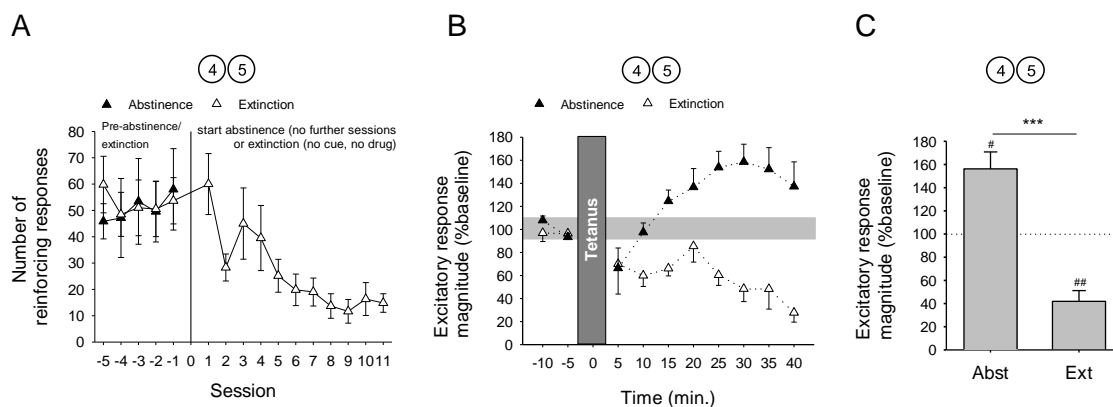 A
4 5
▲ Abstinence △ Extinction
Pre-abstinence/
extinction
start abstinence (no further sessions
or extinction (no cue, no drug)
Number of
reinforcing responses
80
70
60
50
40
30
20
10
0
-5 -4 -3 -2 -1 0 1 2 3 4 5 6 7 8 9 10 11
Session
B
4 5
▲ Abstinence △ Extinction
Excitatory response
magnitude (%baseline)
180
160
140
120
100
80
60
40
20
0
Tetanus
-10 -5 0 5 10 15 20 25 30 35 40
Time (min.)
C
4 5
Excitatory response
magnitude (%baseline)
180
160
140
120
100
80
60
40
20
0
***
#
##
Abst Ext